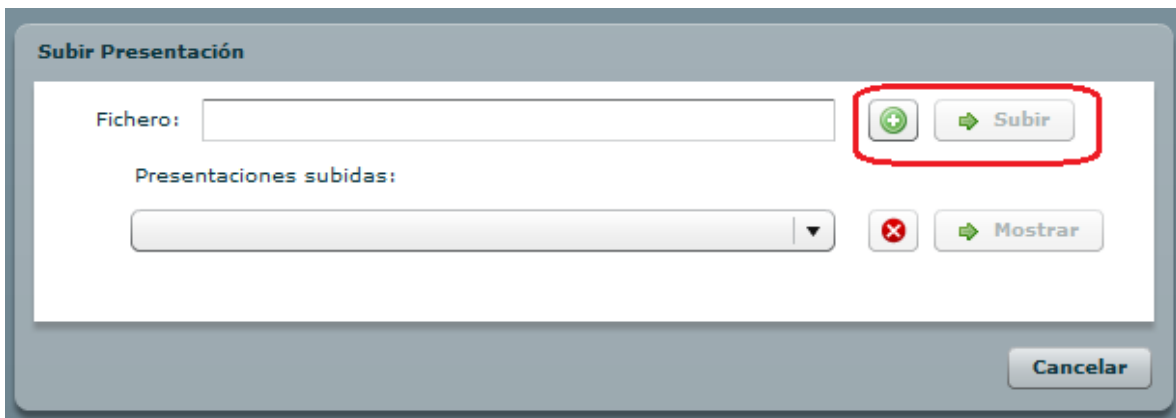 Subir Presentación
Fichero: Subir
Presentaciones subidas:
Mostrar
Cancelar